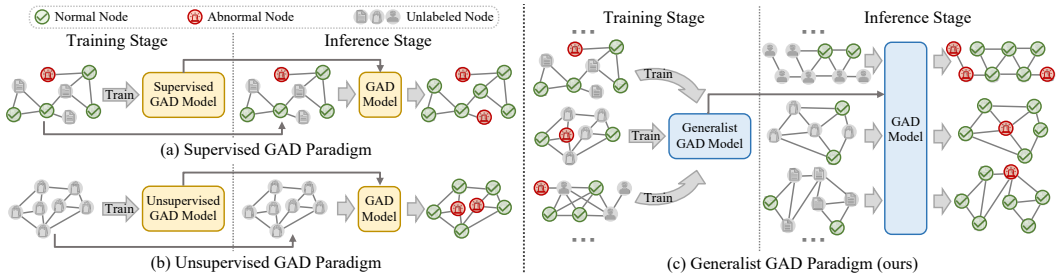 Normal Node
Abnormal Node
Unlabeled Node
Training Stage
Inference Stage
Train
Supervised
GAD Model
GAD
Model
(a) Supervised GAD Paradigm
Train
Unsupervised
GAD Model
GAD
Model
(b) Unsupervised GAD Paradigm
Training Stage
Inference Stage
Train
Train
Train
Generalist
GAD Model
GAD
Model
(c) Generalist GAD Paradigm (ours)